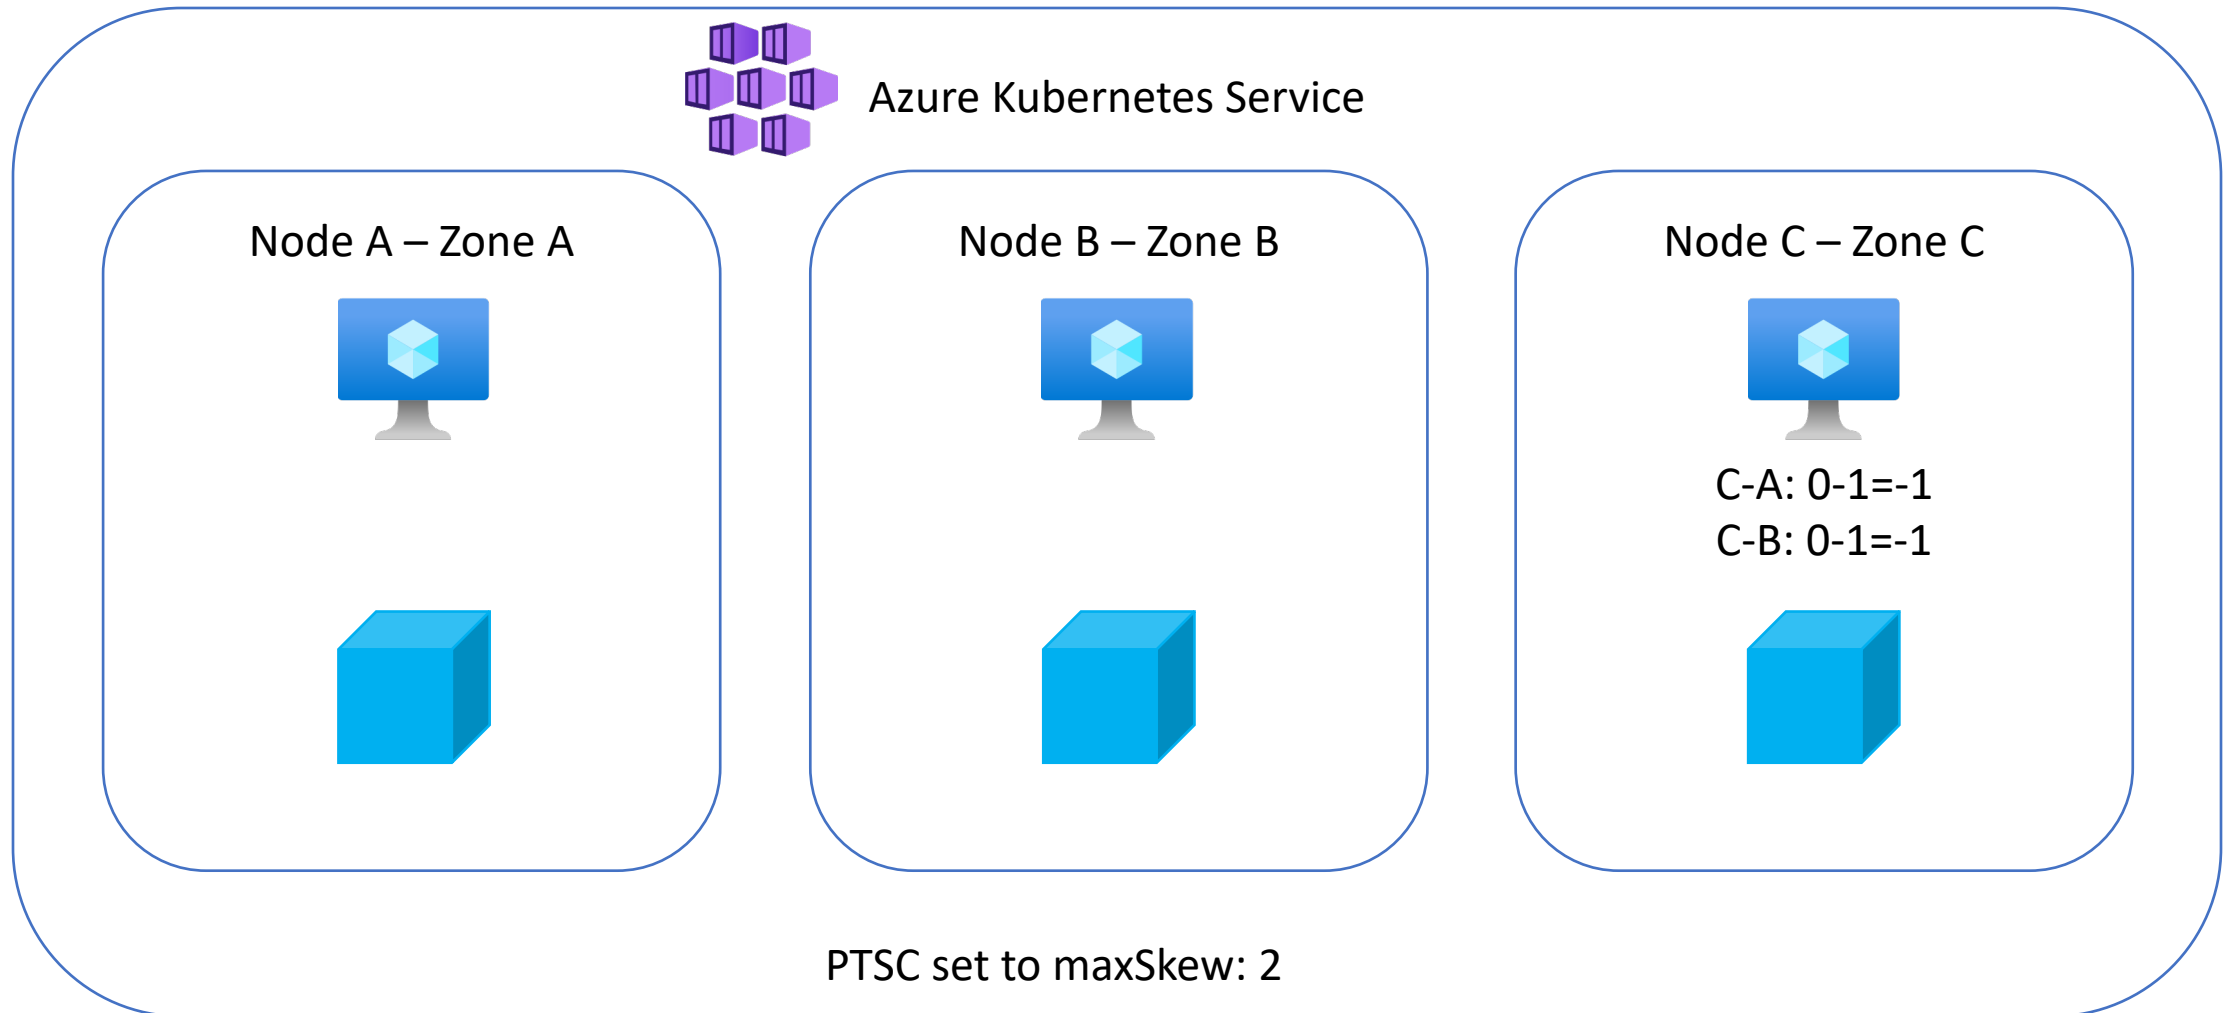 Azure Kubernetes Service
Node A – Zone A
Node B – Zone B
Node C – Zone C
C-A: 0-1=-1
C-B: 0-1=-1
PTSC set to maxSkew: 2